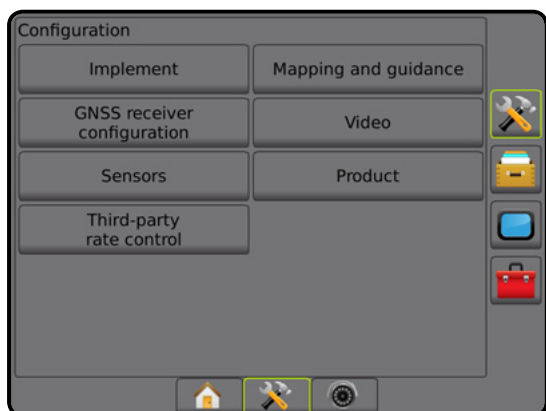 Configuration
Implement
Mapping and guidance
GNSS receiver
configuration
Video
Sensors
Product
Third-party
rate control